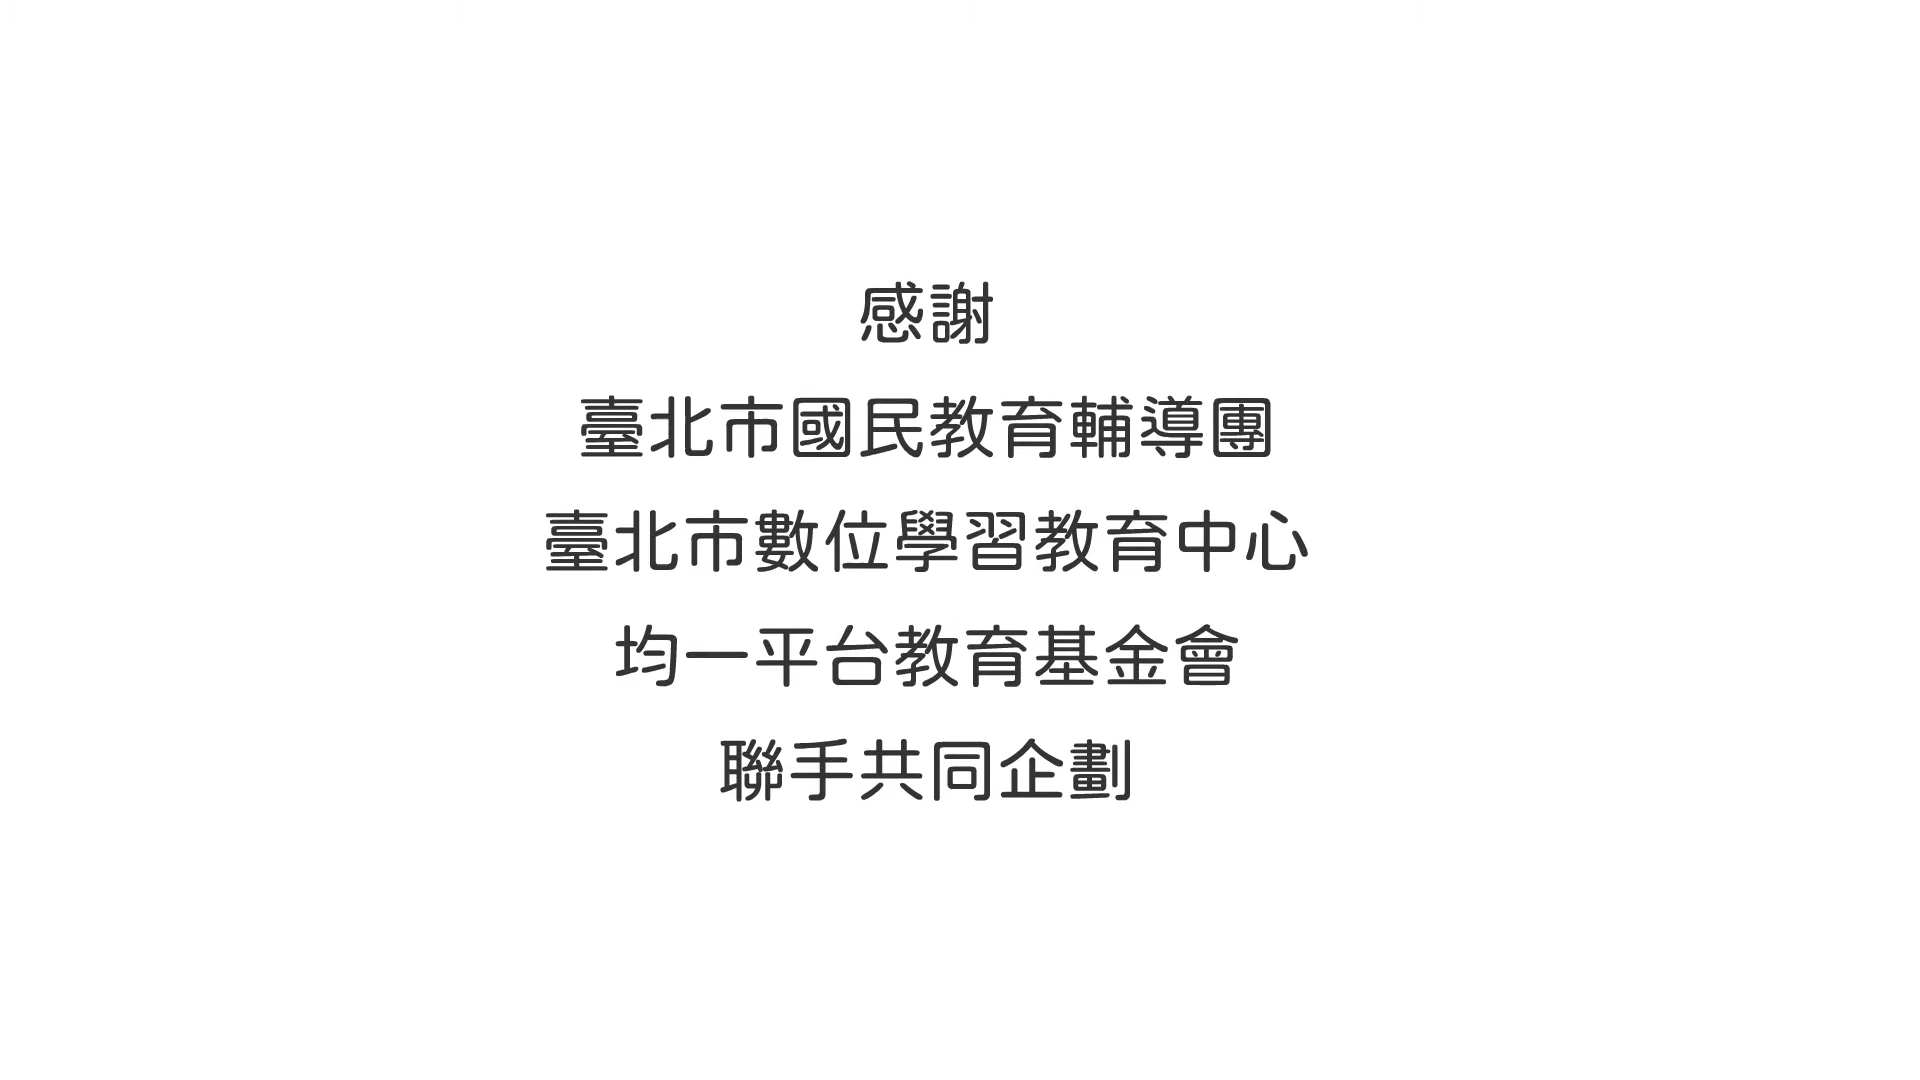 感謝
臺北市國民教育輔導團
臺北市數位學習教育中心
均一平台教育基金會
聯手共同企劃